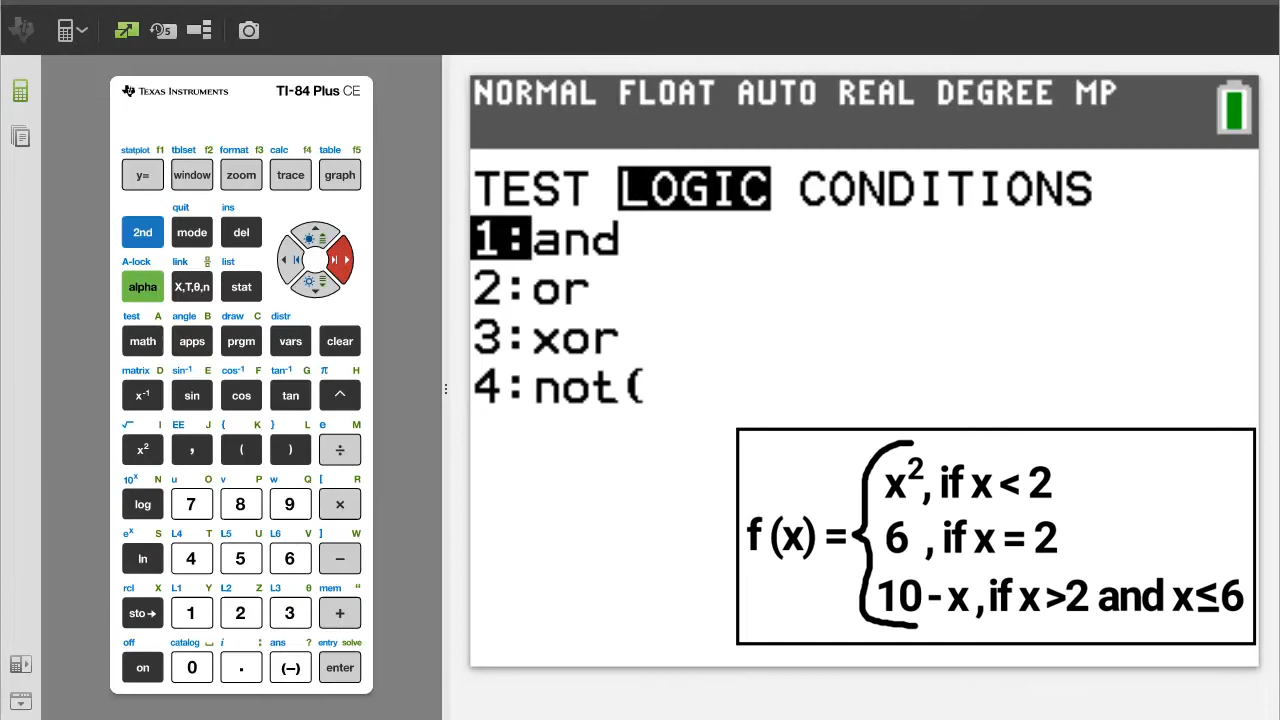 TEXAS INSTRUMENTS TI-84 Plus CE
statplot f1 tblset f2 format f3 calc f4 table f5
y= window zoom trace graph
quit ins
2nd mode del
A-lock link list
alpha X,T,θ,n stat
test A angle B draw C distr
math apps prgm vars clear
matrix D sin⁻¹ E cos⁻¹ F tan⁻¹ G π H
x⁻¹ sin cos tan ^
√ I EE J { K } L e M
x² , ( ) ÷
10ˣ N u O v P w Q [ R
log 7 8 9 ×
eˣ S L4 T L5 U L6 V ] W
ln 4 5 6 −
rcl X L1 Y L2 Z L3 θ mem "
sto→ 1 2 3 +
off catalog ␣ i : ans ? entry solve
on 0 . (−) enter
NORMAL FLOAT AUTO REAL DEGREE MP
TEST LOGIC CONDITIONS
1:and
2:or
3:xor
4:not(
x², if x < 2
f (x) = { 6 , if x = 2
10 - x , if x >2 and x≤6